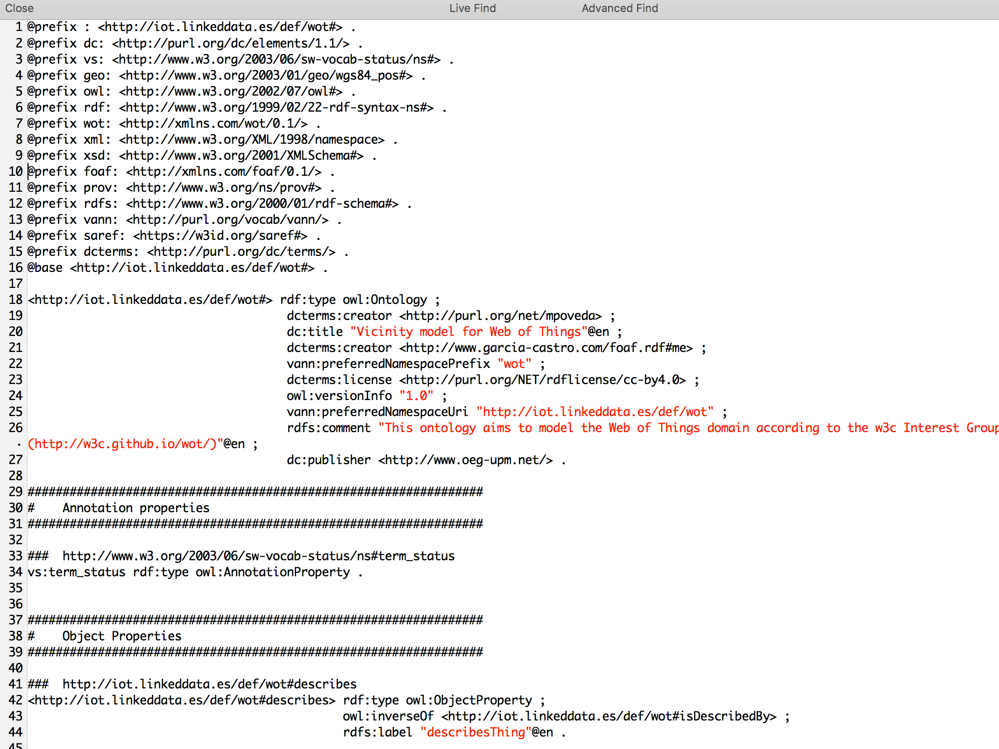 Close Live Find Advanced Find
1 @prefix : <http://iot.linkeddata.es/def/wot#> .
2 @prefix dc: <http://purl.org/dc/elements/1.1/> .
3 @prefix vs: <http://www.w3.org/2003/06/sw-vocab-status/ns#> .
4 @prefix geo: <http://www.w3.org/2003/01/geo/wgs84_pos#> .
5 @prefix owl: <http://www.w3.org/2002/07/owl#> .
6 @prefix rdf: <http://www.w3.org/1999/02/22-rdf-syntax-ns#> .
7 @prefix wot: <http://xmlns.com/wot/0.1/> .
8 @prefix xml: <http://www.w3.org/XML/1998/namespace> .
9 @prefix xsd: <http://www.w3.org/2001/XMLSchema#> .
10 @prefix foaf: <http://xmlns.com/foaf/0.1/> .
11 @prefix prov: <http://www.w3.org/ns/prov#> .
12 @prefix rdfs: <http://www.w3.org/2000/01/rdf-schema#> .
13 @prefix vann: <http://purl.org/vocab/vann/> .
14 @prefix saref: <https://w3id.org/saref#> .
15 @prefix dcterms: <http://purl.org/dc/terms/> .
16 @base <http://iot.linkeddata.es/def/wot#> .
17
18 <http://iot.linkeddata.es/def/wot#> rdf:type owl:Ontology ;
19 dcterms:creator <http://purl.org/net/mpoveda> ;
20 dc:title "Vicinity model for Web of Things"@en ;
21 dcterms:creator <http://www.garcia-castro.com/foaf.rdf#me> ;
22 vann:preferredNamespacePrefix "wot" ;
23 dcterms:license <http://purl.org/NET/rdflicense/cc-by4.0> ;
24 owl:versionInfo "1.0" ;
25 vann:preferredNamespaceUri "http://iot.linkeddata.es/def/wot" ;
26 rdfs:comment "This ontology aims to model the Web of Things domain according to the w3c Interest Group
· (http://w3c.github.io/wot/)"@en ;
27 dc:publisher <http://www.oeg-upm.net/> .
28
29 #################################################################
30 # Annotation properties
31 #################################################################
32
33 ### http://www.w3.org/2003/06/sw-vocab-status/ns#term_status
34 vs:term_status rdf:type owl:AnnotationProperty .
35
36
37 #################################################################
38 # Object Properties
39 #################################################################
40
41 ### http://iot.linkeddata.es/def/wot#describes
42 <http://iot.linkeddata.es/def/wot#describes> rdf:type owl:ObjectProperty ;
43 owl:inverseOf <http://iot.linkeddata.es/def/wot#isDescribedBy> ;
44 rdfs:label "describesThing"@en .
45